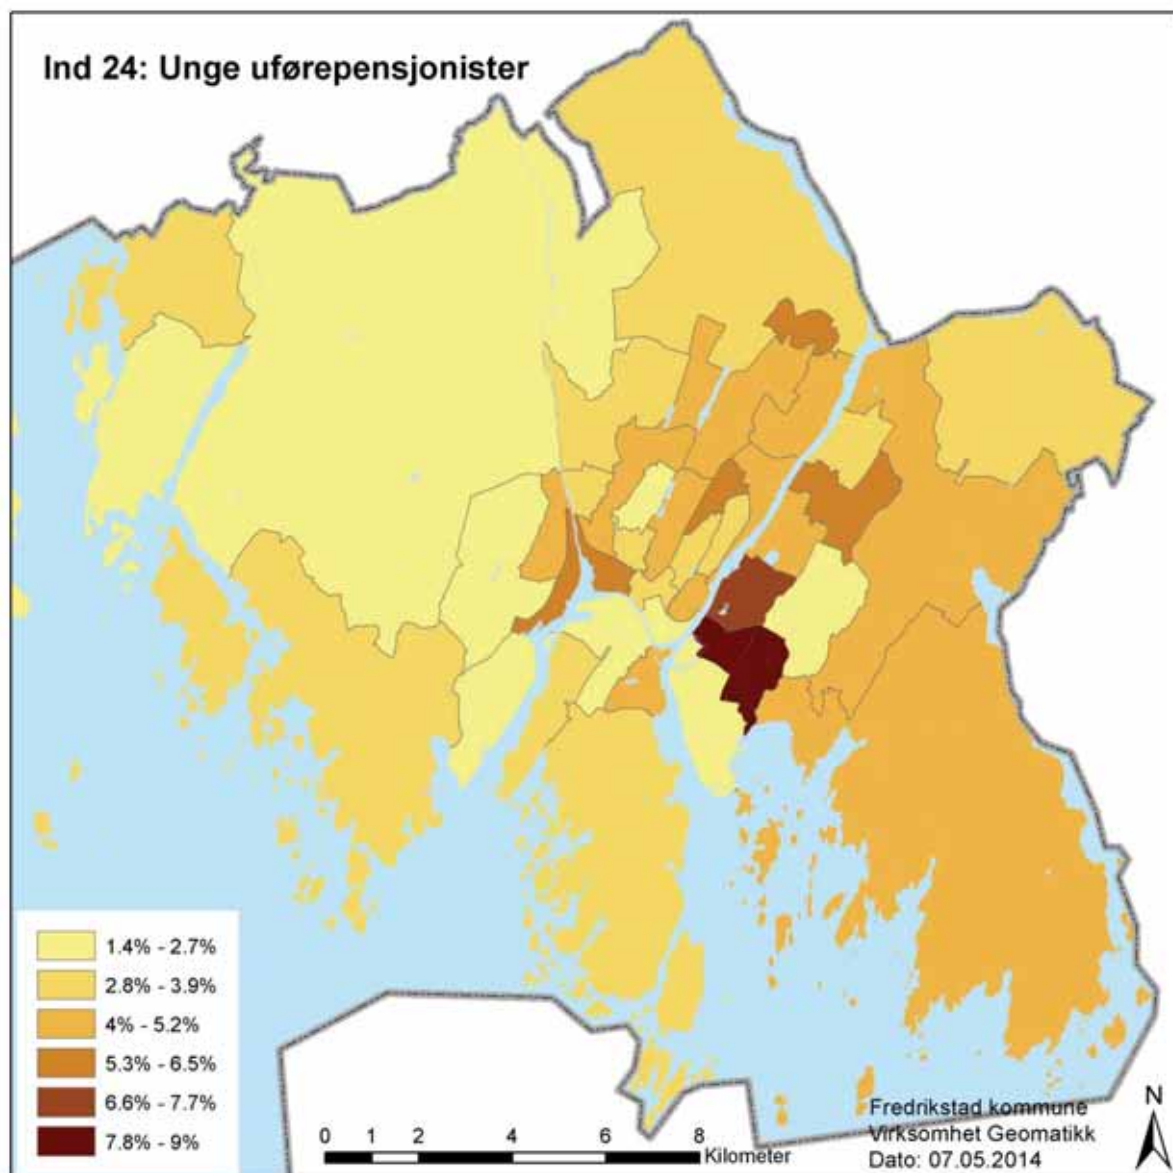 Ind 24: Unge uførepensjonister
1.4% - 2.7%
2.8% - 3.9%
4% - 5.2%
5.3% - 6.5%
6.6% - 7.7%
7.8% - 9%
0 1 2 4 6 8
Kilometer
Fredrikstad kommune
Virksomhet Geomatikk
Dato: 07.05.2014
N